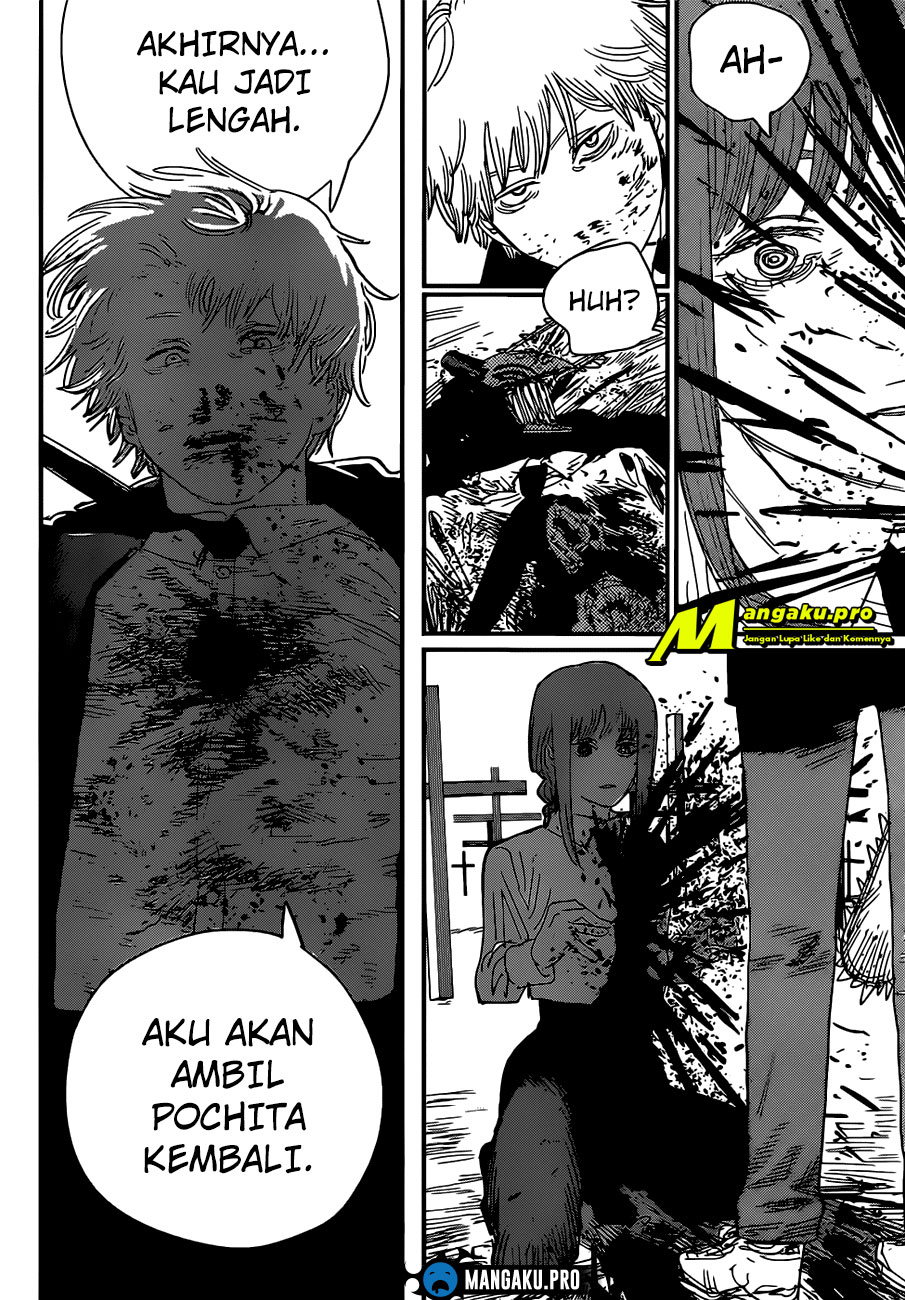 AH-
HUH?
AKHIRNYA...
KAU JADI
LENGAH.
AKU AKAN
AMBIL
POCHITA
KEMBALI.
Mangaku.pro
Jangan Lupa Like dan Komennya
MANGAKU.PRO